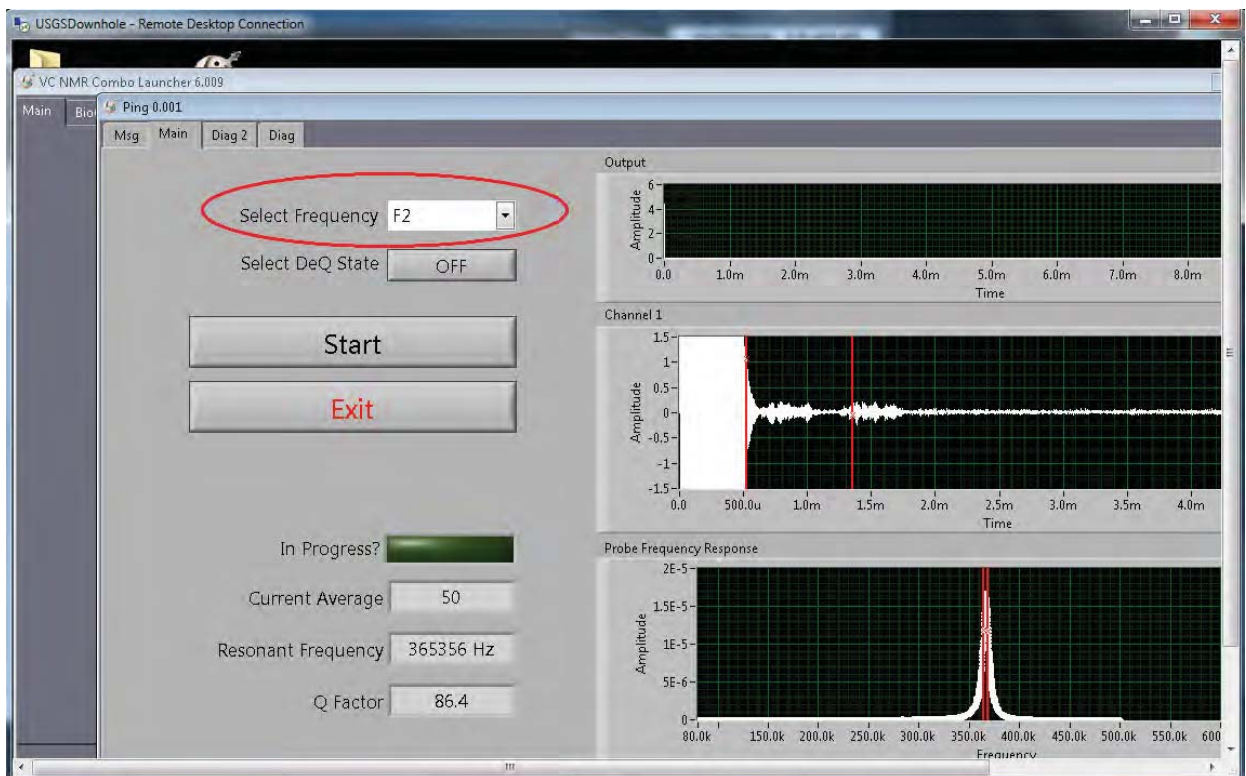 USGSDownhole - Remote Desktop Connection
VC NMR Combo Launcher 6.009
Main
Ping 0.001
Msg Main Diag 2 Diag
Select Frequency F2
Select DeQ State OFF
Start
Exit
In Progress?
Current Average 50
Resonant Frequency 365356 Hz
Q Factor 86.4
Output
Amplitude
6
4
2
0
0.0 1.0m 2.0m 3.0m 4.0m 5.0m 6.0m 7.0m 8.0m
Time
Channel 1
Amplitude
1.5
1
0.5
0
-0.5
-1
-1.5
0.0 500.0u 1.0m 1.5m 2.0m 2.5m 3.0m 3.5m 4.0m
Time
Probe Frequency Response
Amplitude
2E-5
1.5E-5
1E-5
5E-6
0
80.0k 150.0k 200.0k 250.0k 300.0k 350.0k 400.0k 450.0k 500.0k 550.0k 600
Frequency